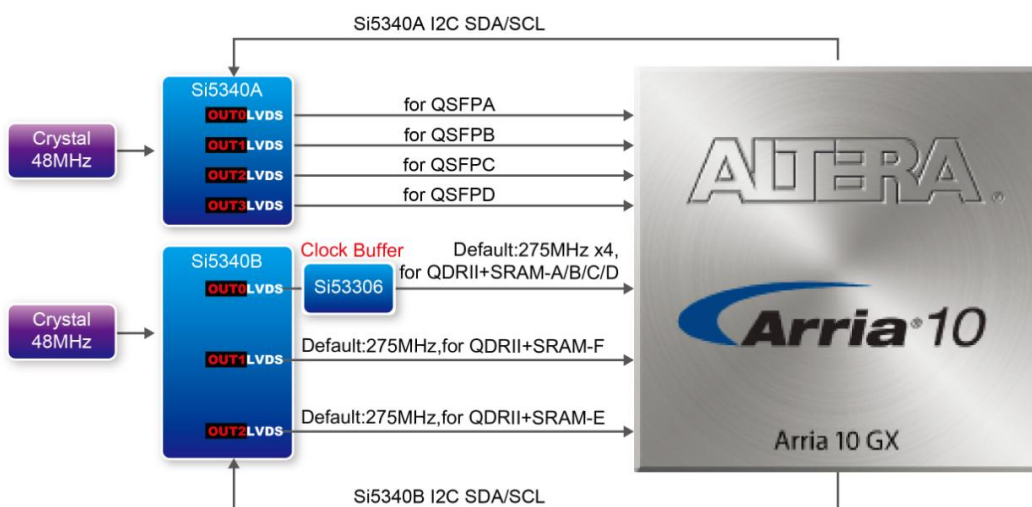 Si5340A I2C SDA/SCL
Si5340A
OUT0LVDS
for QSFPA
OUT1LVDS
for QSFPB
OUT2LVDS
for QSFPC
OUT3LVDS
for QSFPD
Crystal
48MHz
ALTERA®
Si5340B
Clock Buffer
Default:275MHz x4,
OUT0LVDS
Si53306
for QDRII+SRAM-A/B/C/D
Crystal
48MHz
Arria® 10
OUT1LVDS
Default:275MHz,for QDRII+SRAM-F
OUT2LVDS
Default:275MHz,for QDRII+SRAM-E
Arria 10 GX
Si5340B I2C SDA/SCL